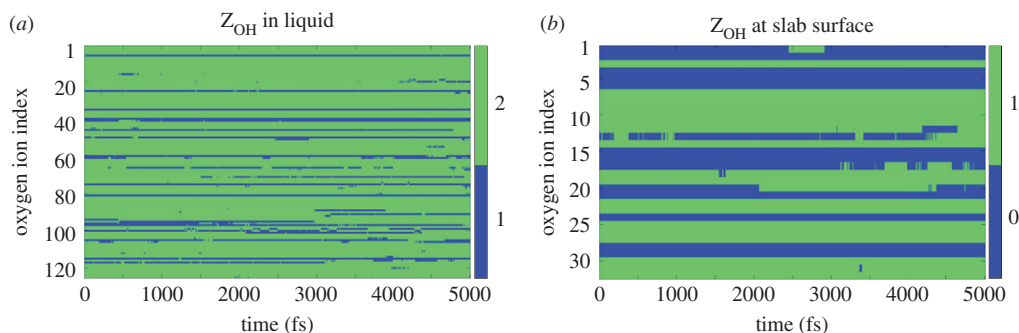 (a) Z_OH in liquid
1
20
40
60
80
100
120
oxygen ion index
0 1000 2000 3000 4000 5000
time (fs)
2
1
(b) Z_OH at slab surface
1
5
10
15
20
25
30
oxygen ion index
0 1000 2000 3000 4000 5000
time (fs)
1
0